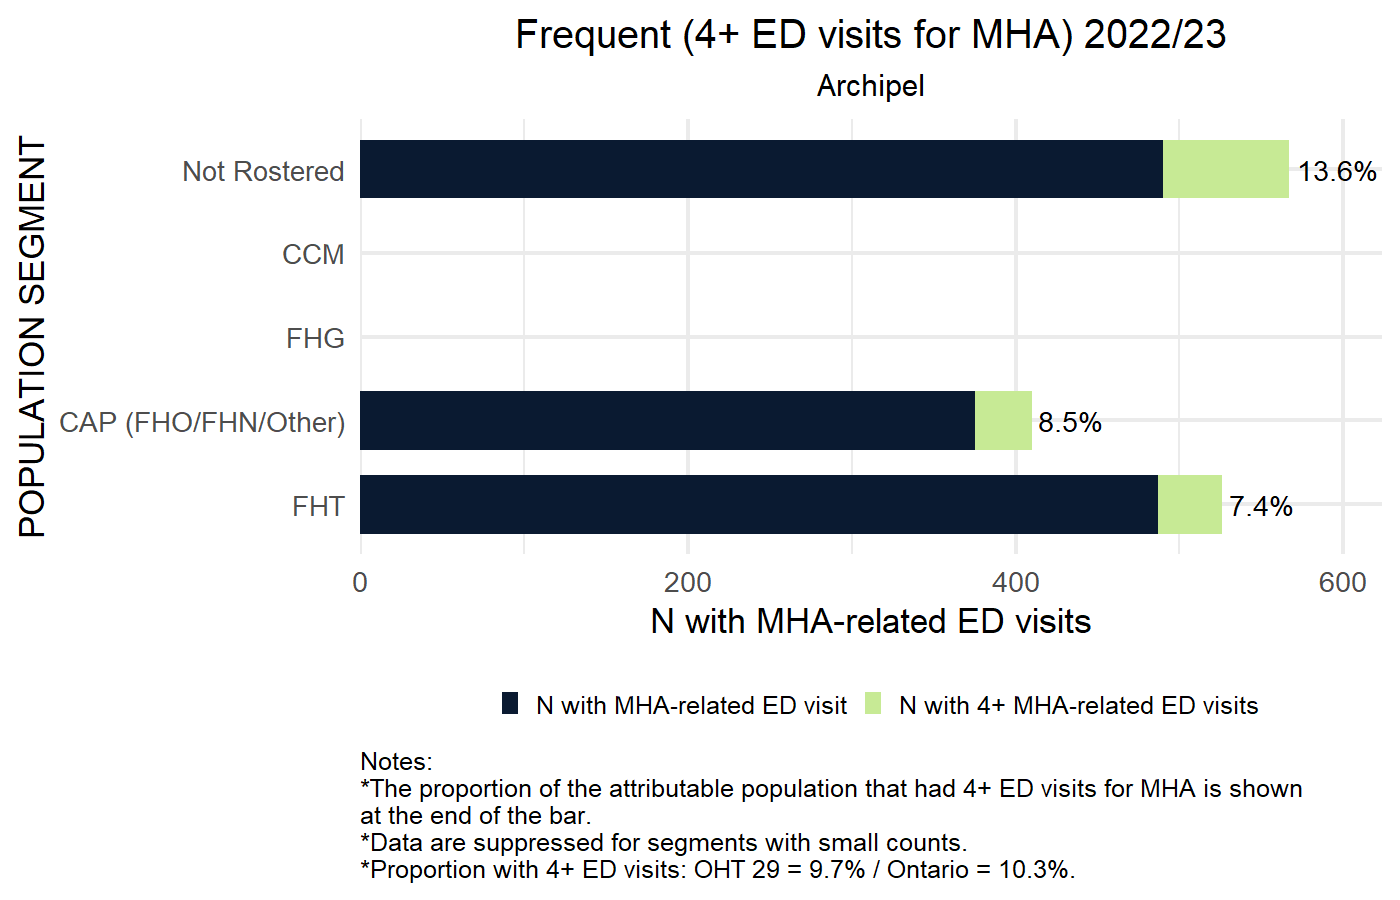 Frequent (4+ ED visits for MHA) 2022/23
Archipel
POPULATION SEGMENT
Not Rostered
13.6%
CCM
FHG
CAP (FHO/FHN/Other)
8.5%
FHT
7.4%
0 200 400 600
N with MHA-related ED visits
N with MHA-related ED visit N with 4+ MHA-related ED visits
Notes:
*The proportion of the attributable population that had 4+ ED visits for MHA is shown
at the end of the bar.
*Data are suppressed for segments with small counts.
*Proportion with 4+ ED visits: OHT 29 = 9.7% / Ontario = 10.3%.